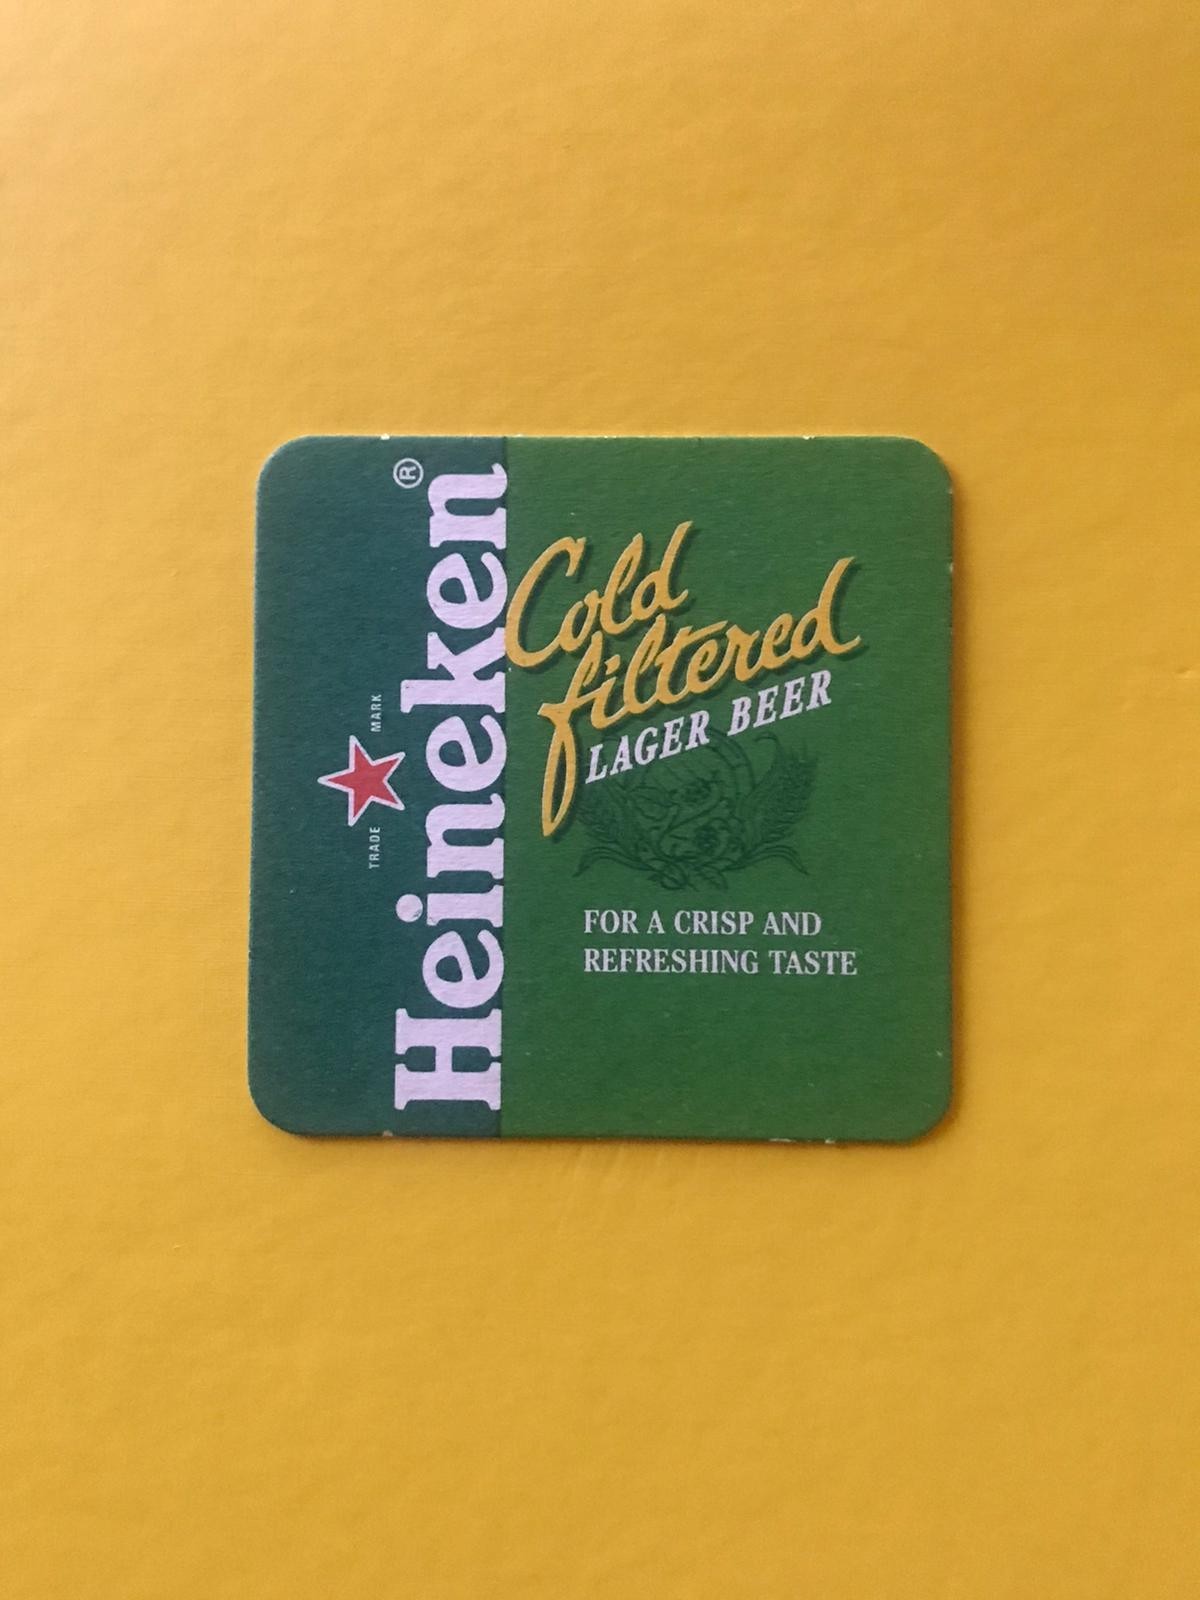 Heineken®
TRADE MARK
Cold
filtered
LAGER BEER
FOR A CRISP AND
REFRESHING TASTE